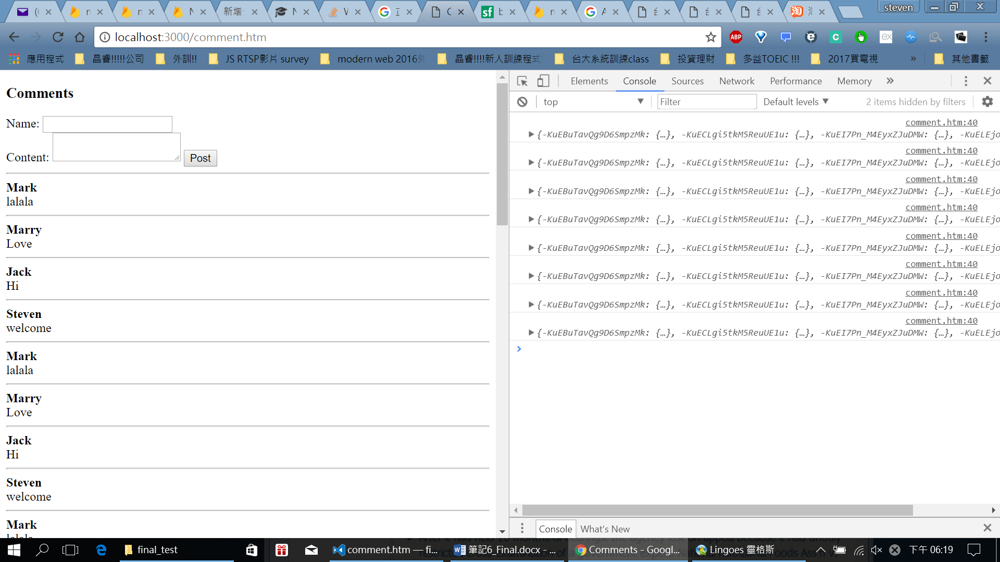 steven
localhost:3000/comment.htm
應用程式 晶睿!!!!!公司 外訓!! JS RTSP影片 survey modern web 2016 晶睿!!!!新人訓練程式 台大系統訓練class 投資理財 多益TOEIC !!! 2017買電視 » 其他書籤
Comments
Name:
Content: Post
Mark
lalala
Marry
Love
Jack
Hi
Steven
welcome
Mark
lalala
Marry
Love
Jack
Hi
Steven
welcome
Mark
lalala
Elements Console Sources Network Performance Memory »
top Filter Default levels 2 items hidden by filters
comment.htm:40
{-KuEBuTavQg9D6SmpzMk: {…}, -KuECLgi5tkM5ReuUE1u: {…}, -KuEI7Pn_M4EyxZJuDMW: {…}, -KuELEjo
comment.htm:40
{-KuEBuTavQg9D6SmpzMk: {…}, -KuECLgi5tkM5ReuUE1u: {…}, -KuEI7Pn_M4EyxZJuDMW: {…}, -KuELEjo
comment.htm:40
{-KuEBuTavQg9D6SmpzMk: {…}, -KuECLgi5tkM5ReuUE1u: {…}, -KuEI7Pn_M4EyxZJuDMW: {…}, -KuELEjo
comment.htm:40
{-KuEBuTavQg9D6SmpzMk: {…}, -KuECLgi5tkM5ReuUE1u: {…}, -KuEI7Pn_M4EyxZJuDMW: {…}, -KuELEjo
comment.htm:40
{-KuEBuTavQg9D6SmpzMk: {…}, -KuECLgi5tkM5ReuUE1u: {…}, -KuEI7Pn_M4EyxZJuDMW: {…}, -KuELEjo
comment.htm:40
{-KuEBuTavQg9D6SmpzMk: {…}, -KuECLgi5tkM5ReuUE1u: {…}, -KuEI7Pn_M4EyxZJuDMW: {…}, -KuELEjo
comment.htm:40
{-KuEBuTavQg9D6SmpzMk: {…}, -KuECLgi5tkM5ReuUE1u: {…}, -KuEI7Pn_M4EyxZJuDMW: {…}, -KuELEjo
comment.htm:40
{-KuEBuTavQg9D6SmpzMk: {…}, -KuECLgi5tkM5ReuUE1u: {…}, -KuEI7Pn_M4EyxZJuDMW: {…}, -KuELEjo
Console What's New
final_test comment.htm — fi... 筆記6_Final.docx - ... Comments - Googl... Lingoes 靈格斯 下午 06:19